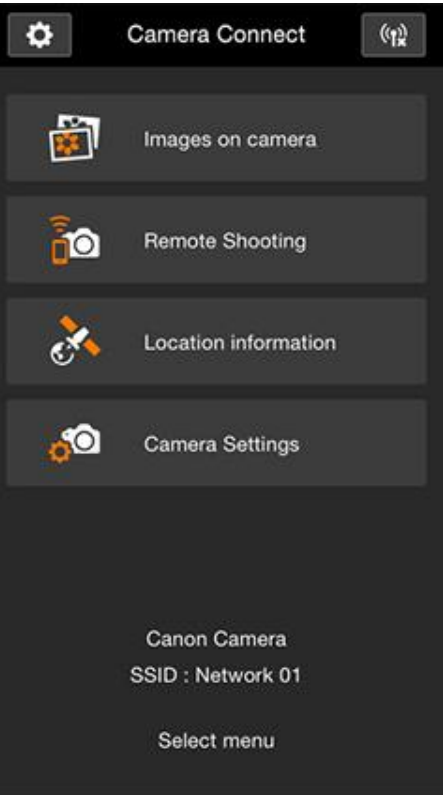 Camera Connect
Images on camera
Remote Shooting
Location information
Camera Settings
Canon Camera
SSID : Network 01
Select menu